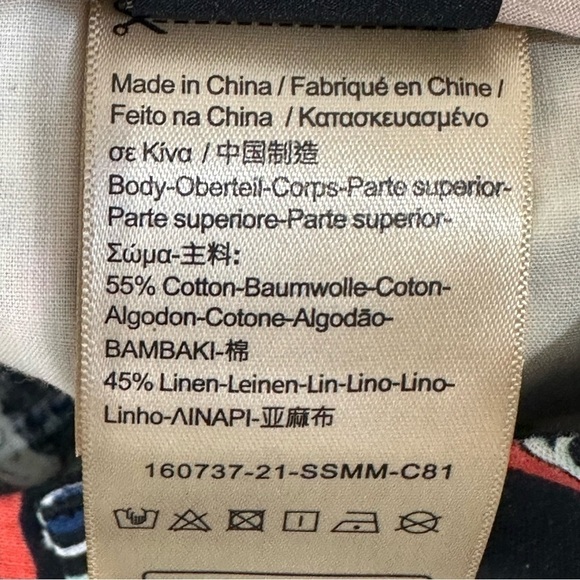 Made in China / Fabriqué en Chine /
Feito na China / Κατασκευασμένο
σε Κίνα / 中国制造
Body-Oberteil-Corps-Parte superior-
Parte superiore-Parte superior-
Σώμα-主料:
55% Cotton-Baumwolle-Coton-
Algodon-Cotone-Algodão-
BAMBAKI-棉
45% Linen-Leinen-Lin-Lino-Lino-
Linho-ΛΙΝΑΡΙ-亚麻布
160737-21-SSMM-C81